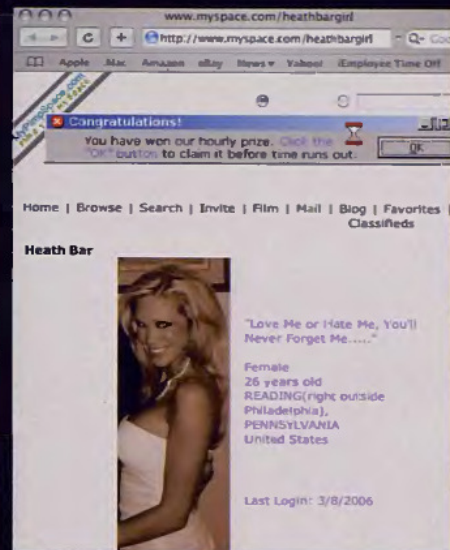 www.myspace.com/heathbargirl
http://www.myspace.com/heathbargirl
Apple Mac Amazon eBay News Yahoo! iEmployee Time Off
MyPimpSpace.com
Congratulations!
You have won our hourly prize. Click the
"OK" button to claim it before time runs out.
OK
Home | Browse | Search | Invite | Film | Mail | Blog | Favorites |
Classifieds
Heath Bar
"Love Me or Hate Me, You'll
Never Forget Me....."
Female
26 years old
READING(right outside
Philadelphia),
PENNSYLVANIA
United States
Last Login: 3/8/2006